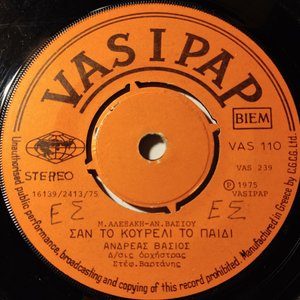 VASIPAP
BIEM
VAS 110
VAS 239
STEREO
16139/2413/75
℗ 1975
VASIPAP
ΕΣ
ΕΣ
Μ.ΑΛΕΒΑΚΗ-ΑΝ.ΒΑΣΙΟΥ
ΣΑΝ ΤΟ ΚΟΥΡΕΛΙ ΤΟ ΠΑΙΔΙ
ΑΝΔΡΕΑΣ ΒΑΣΙΟΣ
Δ/σις ὀρχήστρας
Στέφ.Βαρτάνης
Unauthorised public performance, broadcasting and copying of this record prohibited. Manufactured in Greece by C.G.C.G. Ltd.